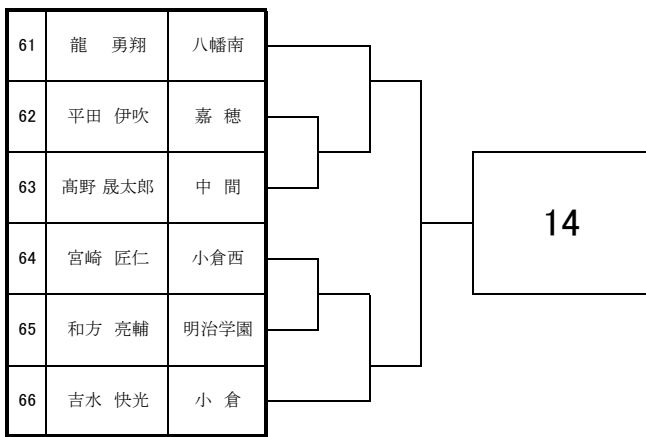 61 龍 勇翔 八幡南
62 平田 伊吹 嘉 穂
63 髙野 晟太郎 中 間
64 宮崎 匠仁 小倉西
65 和方 亮輔 明治学園
66 吉水 快光 小 倉
14